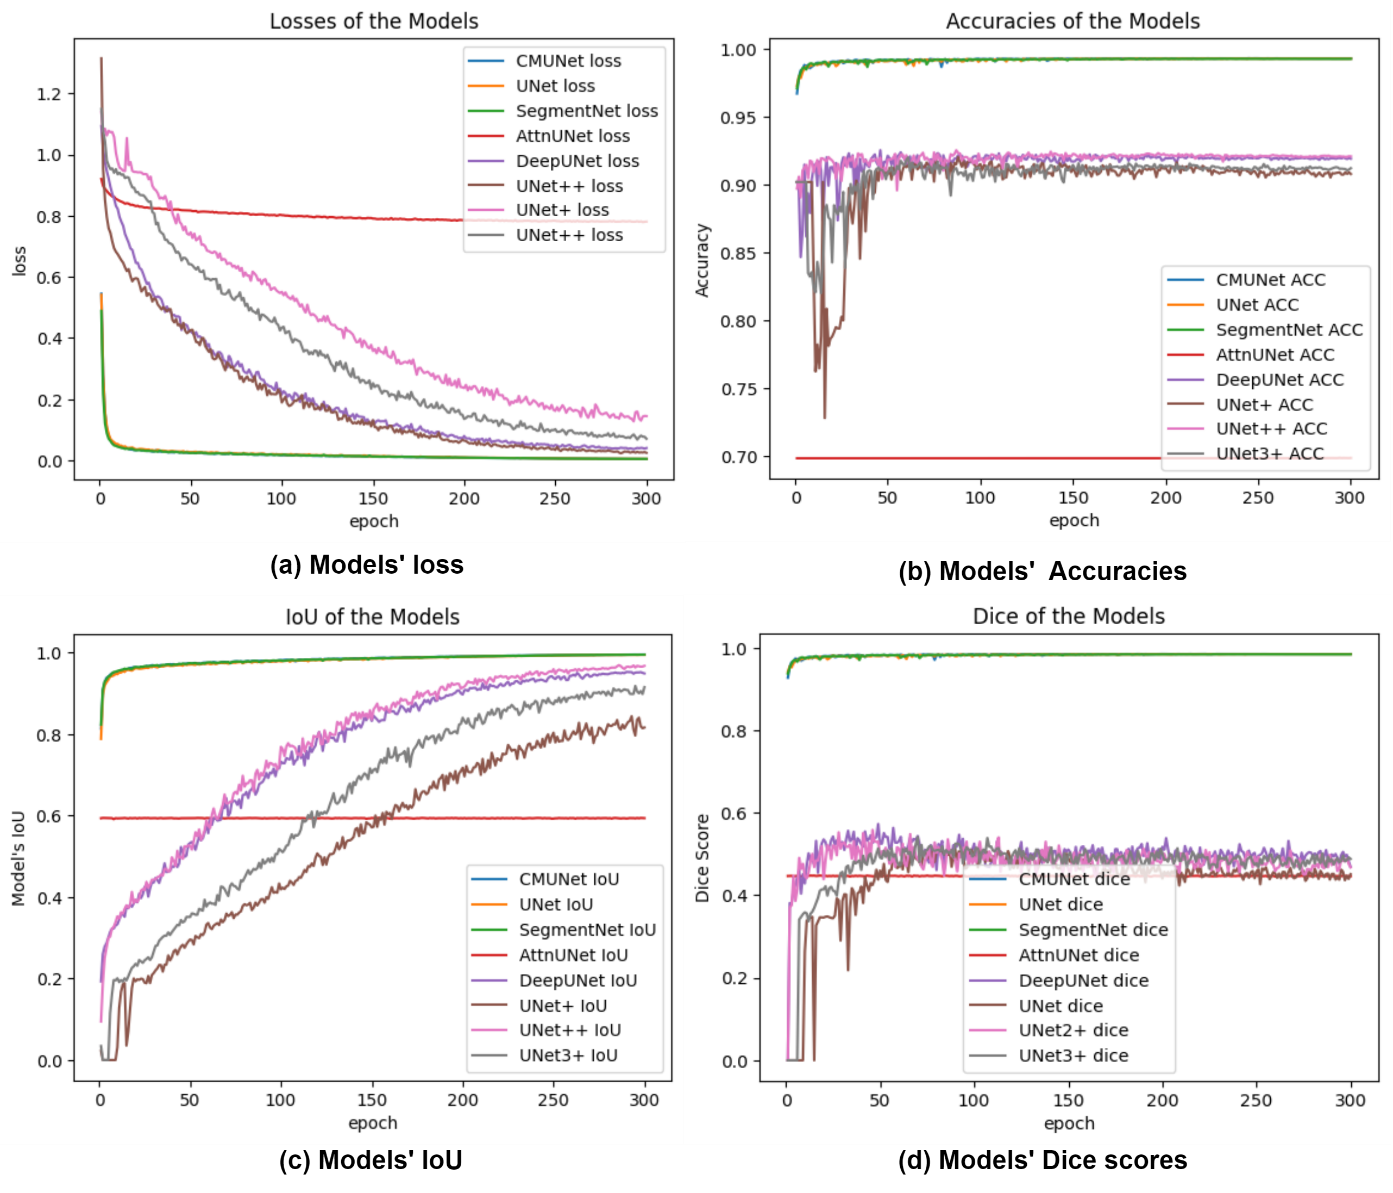 Losses of the Models
CMUNet loss
UNet loss
SegmentNet loss
AttnUNet loss
DeepUNet loss
UNet++ loss
UNet+ loss
UNet++ loss
loss
1.2
1.0
0.8
0.6
0.4
0.2
0.0
0 50 100 150 200 250 300
epoch
(a) Models' loss
Accuracies of the Models
1.00
0.95
0.90
0.85
0.80
0.75
0.70
Accuracy
CMUNet ACC
UNet ACC
SegmentNet ACC
AttnUNet ACC
DeepUNet ACC
UNet+ ACC
UNet++ ACC
UNet3+ ACC
0 50 100 150 200 250 300
epoch
(b) Models' Accuracies
IoU of the Models
1.0
0.8
0.6
0.4
0.2
0.0
Model's IoU
CMUNet IoU
UNet IoU
SegmentNet IoU
AttnUNet IoU
DeepUNet IoU
UNet+ IoU
UNet++ IoU
UNet3+ IoU
0 50 100 150 200 250 300
epoch
(c) Models' IoU
Dice of the Models
1.0
0.8
0.6
0.4
0.2
0.0
Dice Score
CMUNet dice
UNet dice
SegmentNet dice
AttnUNet dice
DeepUNet dice
UNet dice
UNet2+ dice
UNet3+ dice
0 50 100 150 200 250 300
epoch
(d) Models' Dice scores